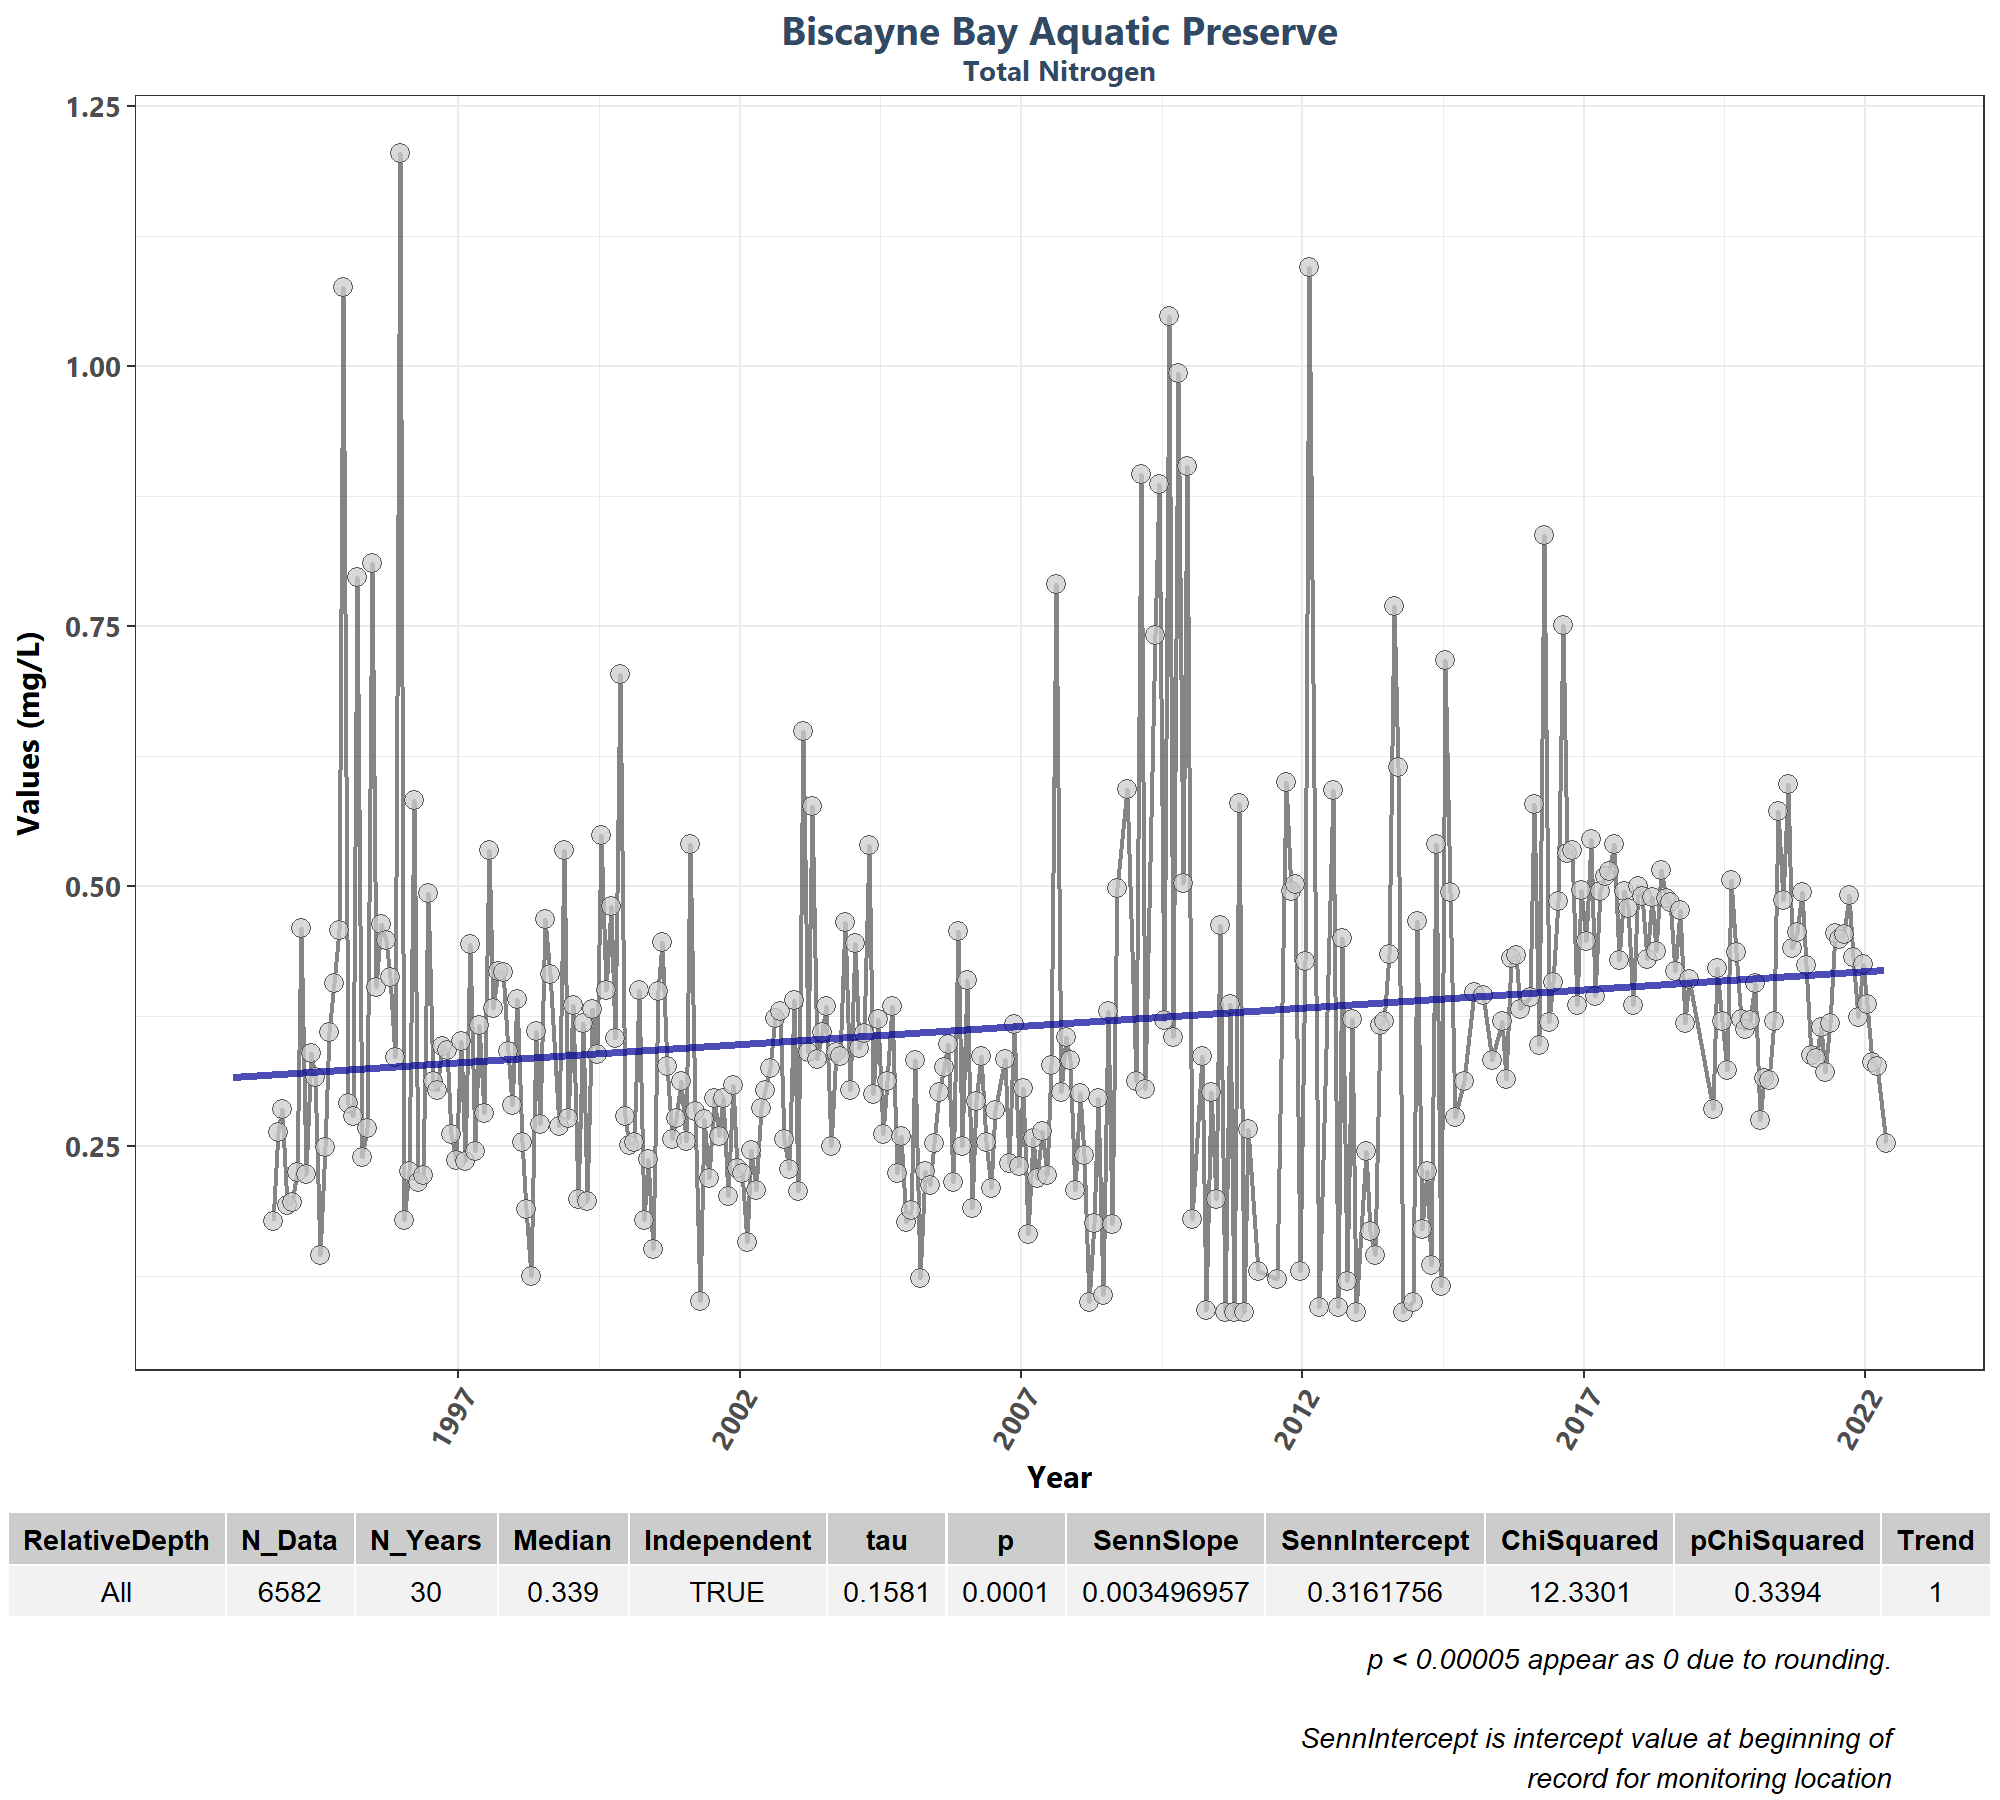 Biscayne Bay Aquatic Preserve
Total Nitrogen
1.25
1.00
0.75
0.50
0.25
Values (mg/L)
1997 2002 2007 2012 2017 2022
Year
RelativeDepth N_Data N_Years Median Independent tau p SennSlope SennIntercept ChiSquared pChiSquared Trend
All 6582 30 0.339 TRUE 0.1581 0.0001 0.003496957 0.3161756 12.3301 0.3394 1
p < 0.00005 appear as 0 due to rounding.
SennIntercept is intercept value at beginning of
record for monitoring location